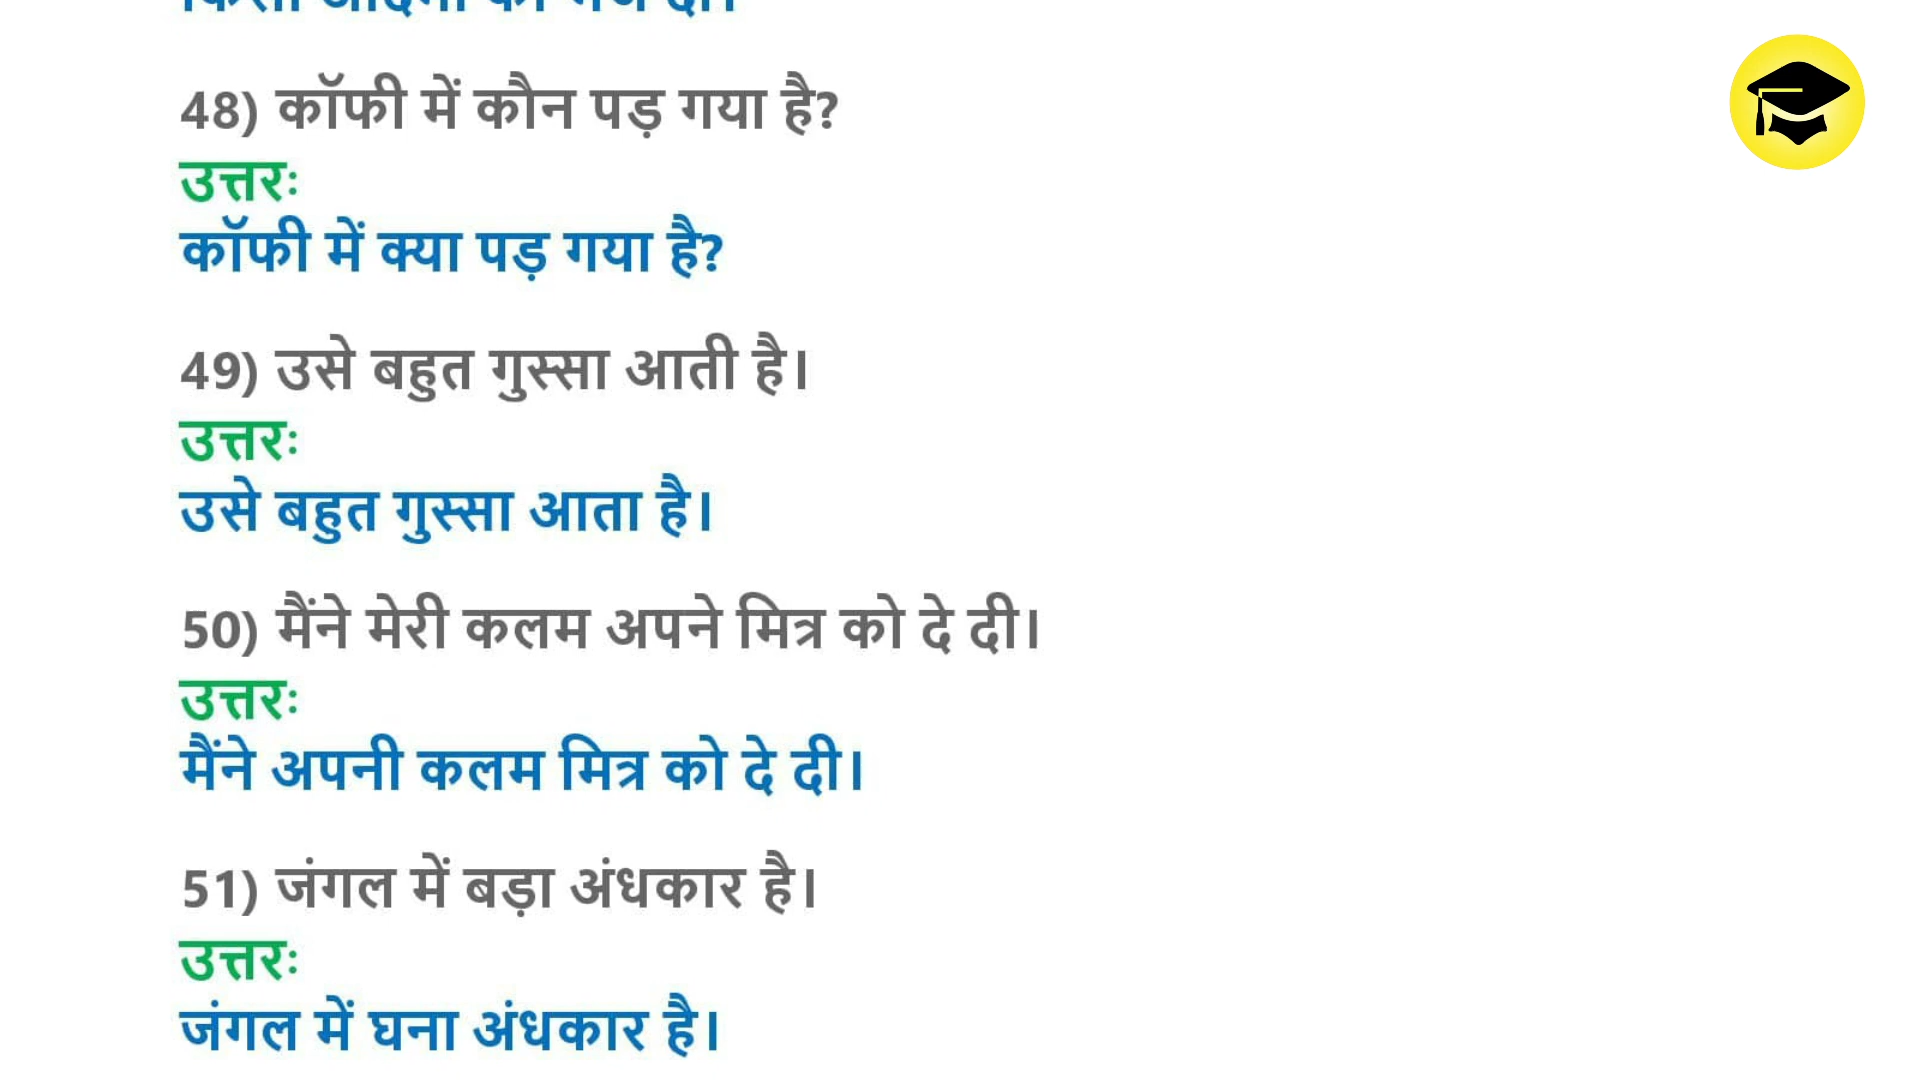 48) कॉफी में कौन पड़ गया है?
उत्तरः
कॉफी में क्या पड़ गया है?
49) उसे बहुत गुस्सा आती है।
उत्तरः
उसे बहुत गुस्सा आता है।
50) मैंने मेरी कलम अपने मित्र को दे दी।
उत्तरः
मैंने अपनी कलम मित्र को दे दी।
51) जंगल में बड़ा अंधकार है।
उत्तरः
जंगल में घना अंधकार है।